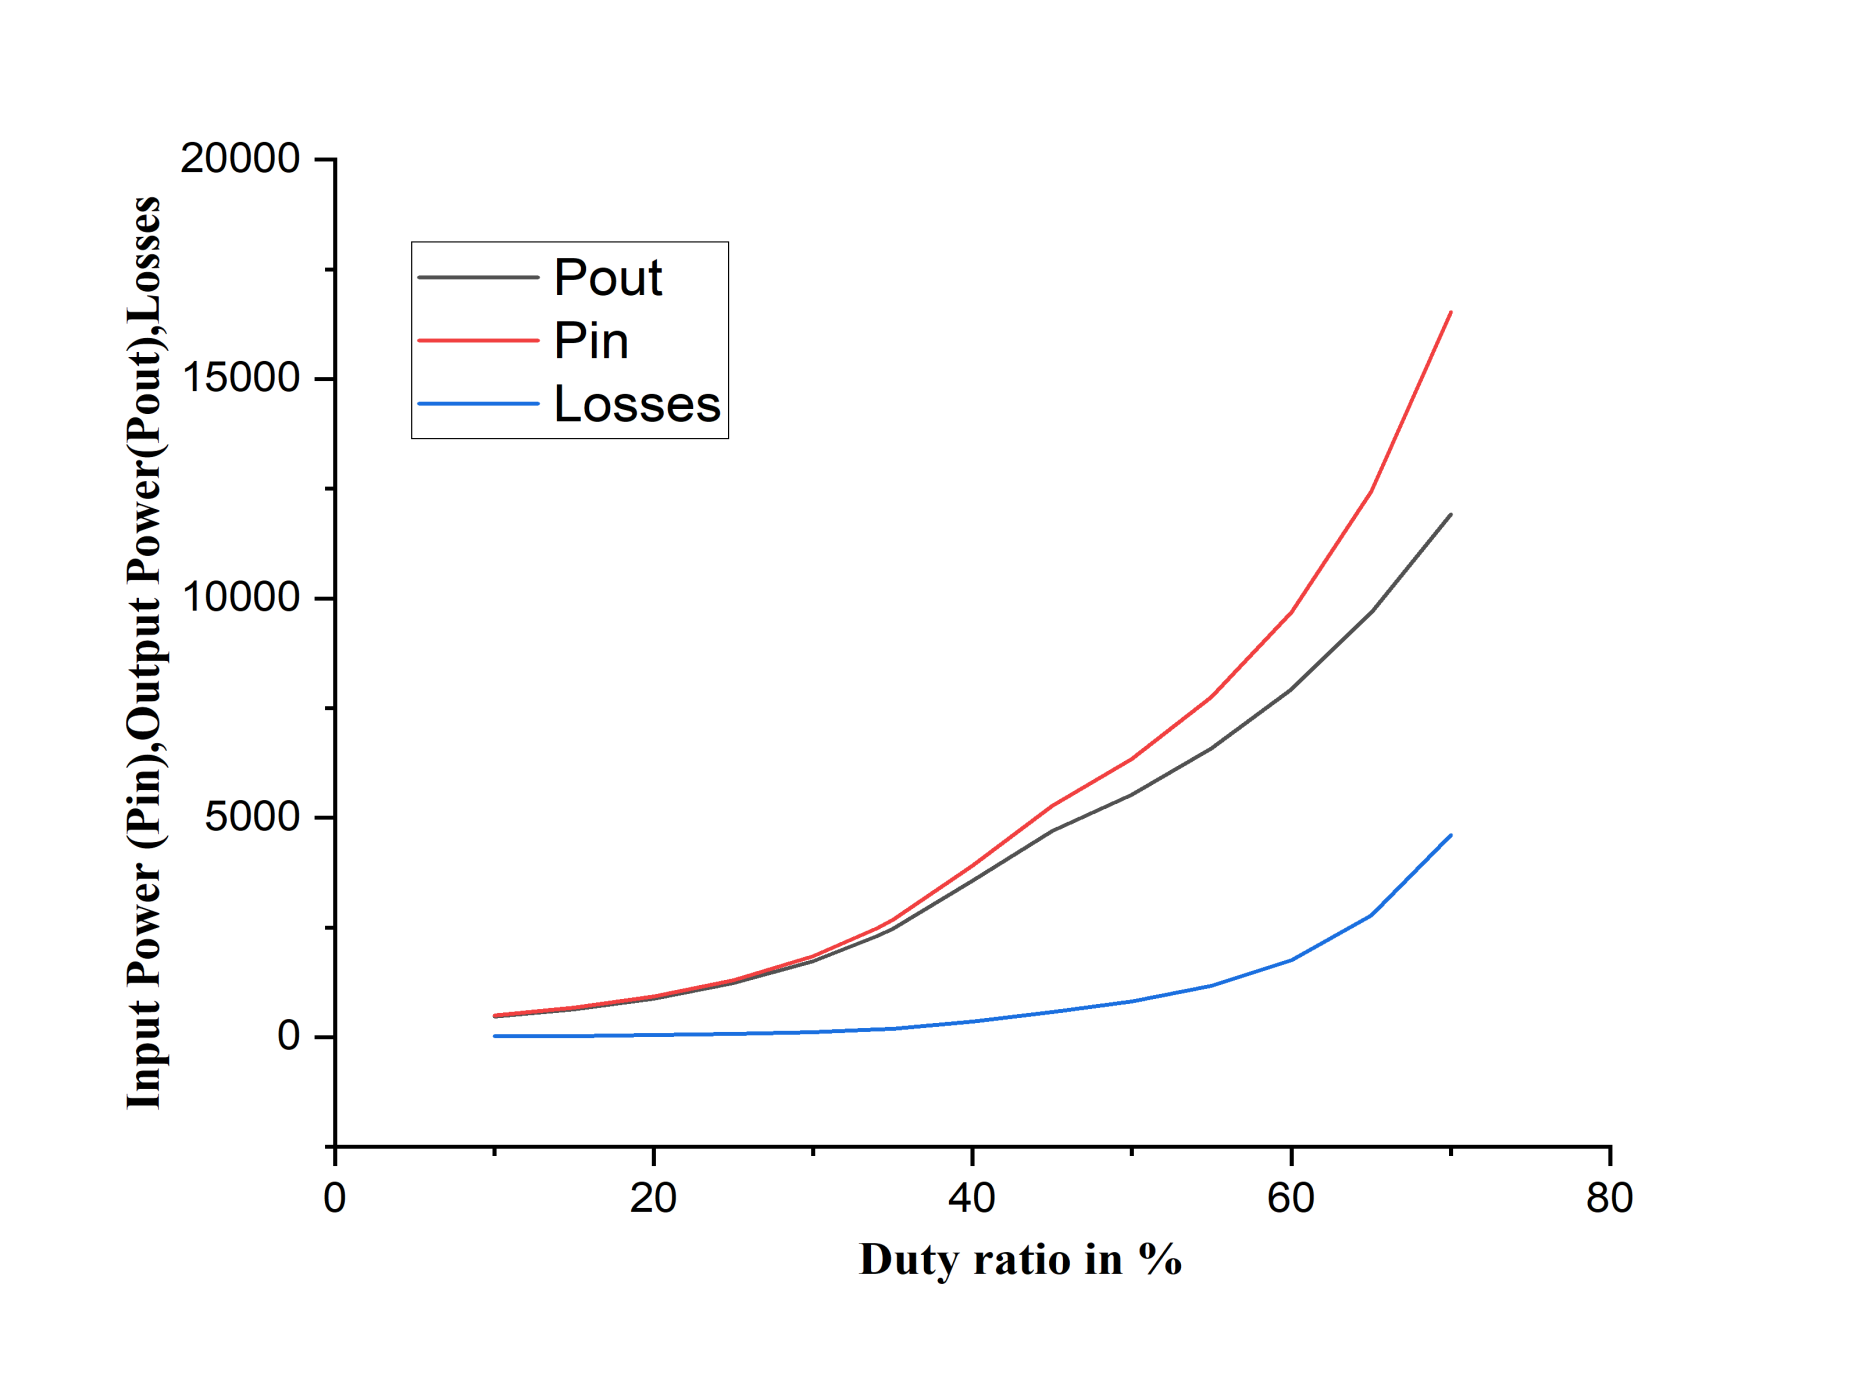 20000
15000
10000
5000
0
Input Power (Pin),Output Power(Pout),Losses
Pout
Pin
Losses
0 20 40 60 80
Duty ratio in %